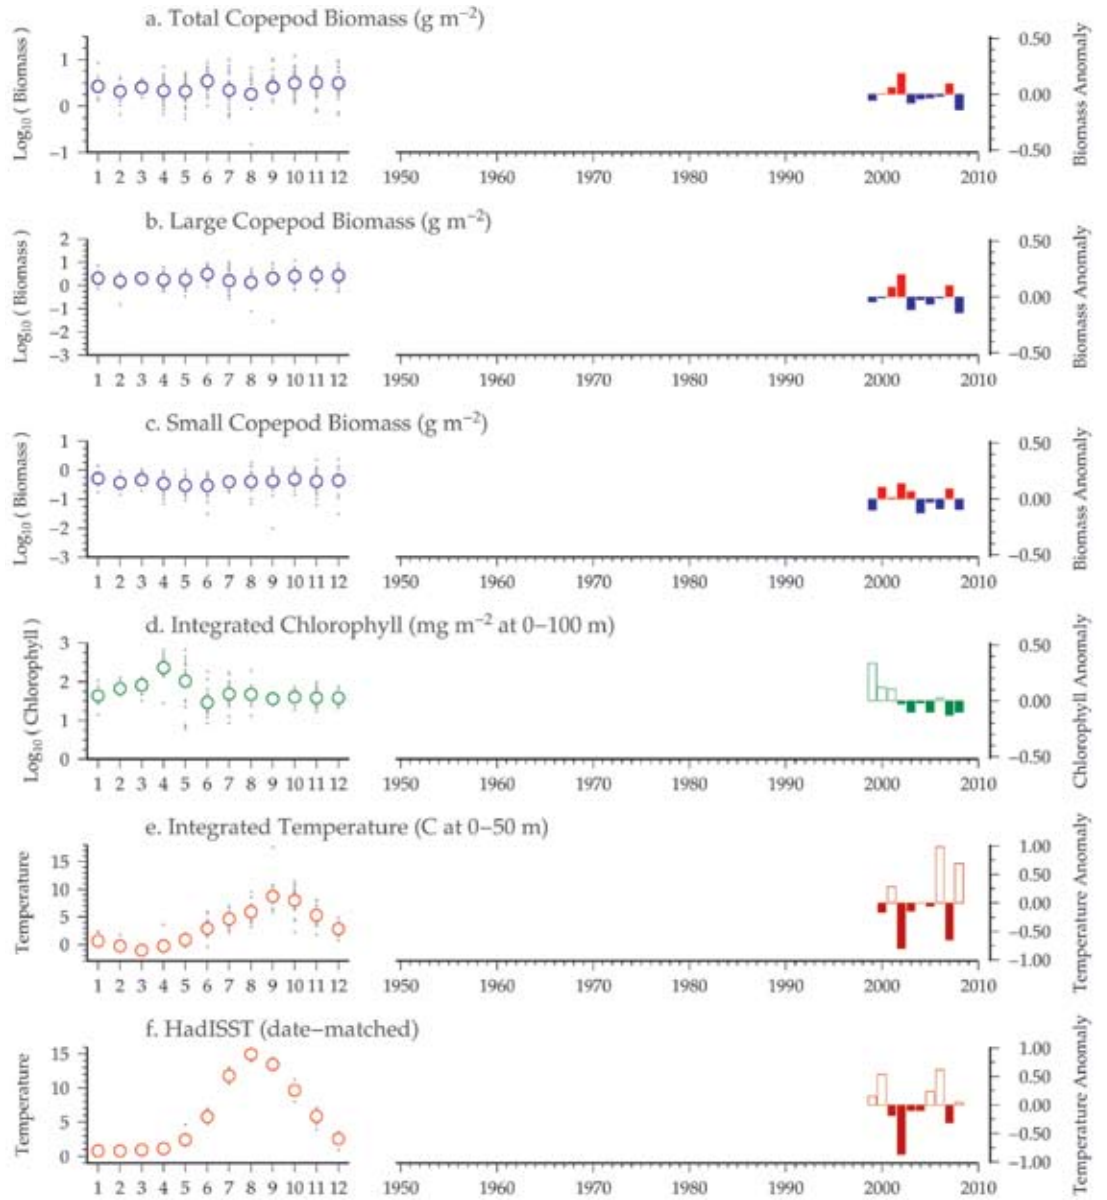 a. Total Copepod Biomass (g m⁻²)
Log₁₀ ( Biomass )
1
0
−1
1 2 3 4 5 6 7 8 9 10 11 12
1950 1960 1970 1980 1990 2000 2010
0.50
0.00
−0.50
Biomass Anomaly
b. Large Copepod Biomass (g m⁻²)
Log₁₀ ( Biomass )
2
1
0
−1
−2
−3
1 2 3 4 5 6 7 8 9 10 11 12
1950 1960 1970 1980 1990 2000 2010
0.50
0.00
−0.50
Biomass Anomaly
c. Small Copepod Biomass (g m⁻²)
Log₁₀ ( Biomass )
1
0
−1
−2
−3
1 2 3 4 5 6 7 8 9 10 11 12
1950 1960 1970 1980 1990 2000 2010
0.50
0.00
−0.50
Biomass Anomaly
d. Integrated Chlorophyll (mg m⁻² at 0−100 m)
Log₁₀ ( Chlorophyll )
3
2
1
0
1 2 3 4 5 6 7 8 9 10 11 12
1950 1960 1970 1980 1990 2000 2010
0.50
0.00
−0.50
Chlorophyll Anomaly
e. Integrated Temperature (C at 0−50 m)
Temperature
15
10
5
0
1 2 3 4 5 6 7 8 9 10 11 12
1950 1960 1970 1980 1990 2000 2010
1.00
0.50
0.00
−0.50
−1.00
Temperature Anomaly
f. HadISST (date−matched)
Temperature
15
10
5
0
1 2 3 4 5 6 7 8 9 10 11 12
1950 1960 1970 1980 1990 2000 2010
1.00
0.50
0.00
−0.50
−1.00
Temperature Anomaly